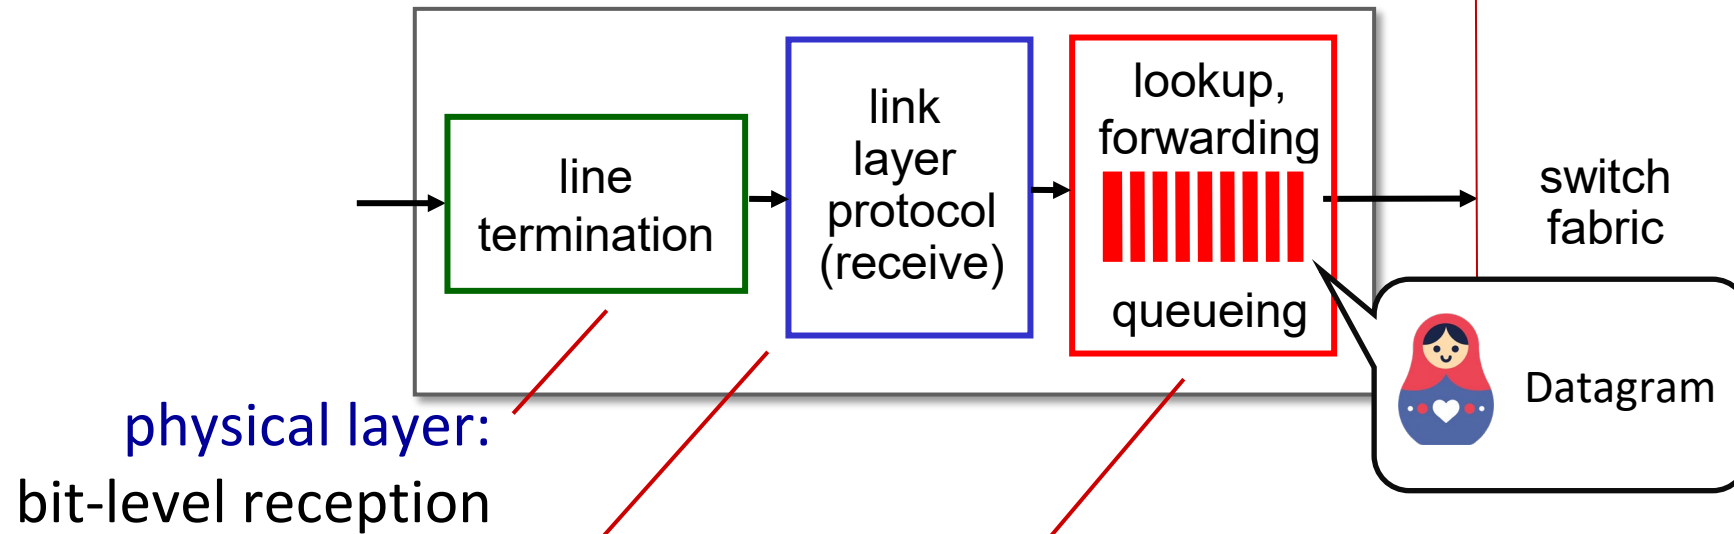 line
termination
link
layer
protocol
(receive)
lookup,
forwarding
queueing
switch
fabric
Datagram
physical layer:
bit-level reception